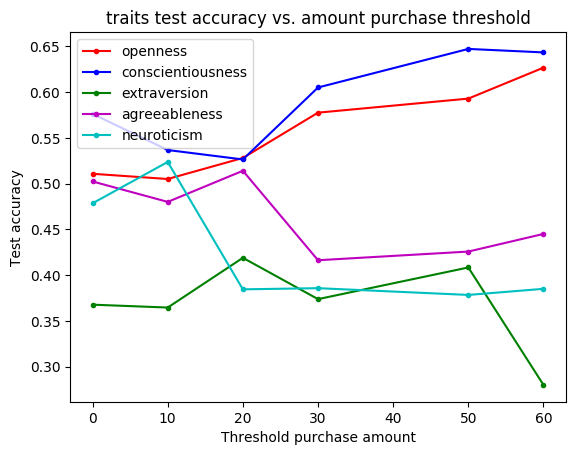 traits test accuracy vs. amount purchase threshold
openness
conscientiousness
extraversion
agreeableness
neuroticism
Test accuracy
0.65
0.60
0.55
0.50
0.45
0.40
0.35
0.30
0 10 20 30 40 50 60
Threshold purchase amount